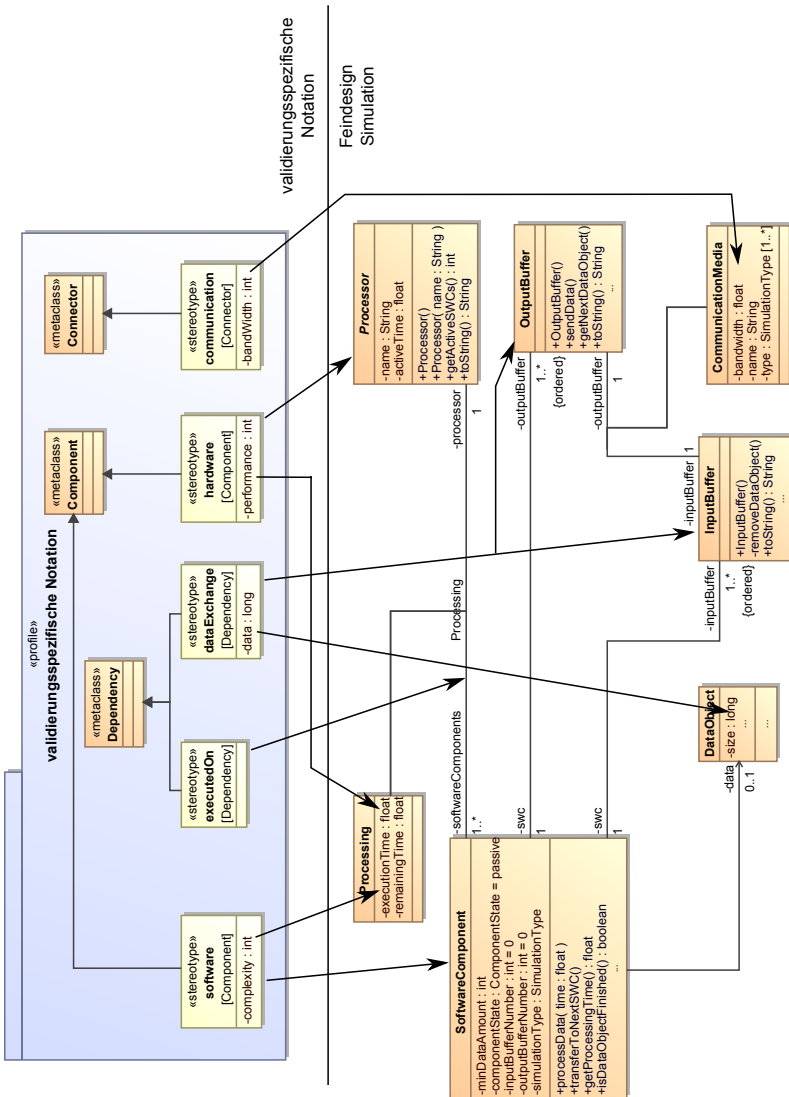 «profile»
validierungsspezifische Notation
«metaclass»
Dependency
«metaclass»
Component
«metaclass»
Connector
«stereotype»
software
[Component]
-complexity : int
«stereotype»
executedOn
[Dependency]
«stereotype»
dataExchange
[Dependency]
-data : long
«stereotype»
hardware
[Component]
-performance : int
«stereotype»
communication
[Connector]
-bandWidth : int
validierungsspezifische
Notation
Feindesign
Simulation
Processing
-executionTime : float
-remainingTime : float
Processing
Processor
-name : String
-activeTime : float
+Processor()
+Processor( name : String )
+getActiveSWCs() : int
+toString() : String
-softwareComponents
1..*
-processor
1
SoftwareComponent
-minDataAmount : int
-componentState : ComponentState = passive
-inputBufferNumber : int = 0
-outputBufferNumber : int = 0
-simulationType : SimulationType
+processData( time : float )
+transferToNextSWC()
+getProcessingTime() : float
+isDataObjectFinished() : boolean
...
-swc
1
-outputBuffer
1..*
{ordered}
OutputBuffer
+OutputBuffer()
+sendData()
+getNextDataObject()
+toString() : String
...
-swc
1
-inputBuffer
1..*
{ordered}
-outputBuffer
1
-inputBuffer
1
-data
0..1
DataObject
-size : long
...
...
InputBuffer
+InputBuffer()
-removeDataObject()
+toString() : String
...
CommunicationMedia
-bandwidth : float
-name : String
-type : SimulationType [1..*]